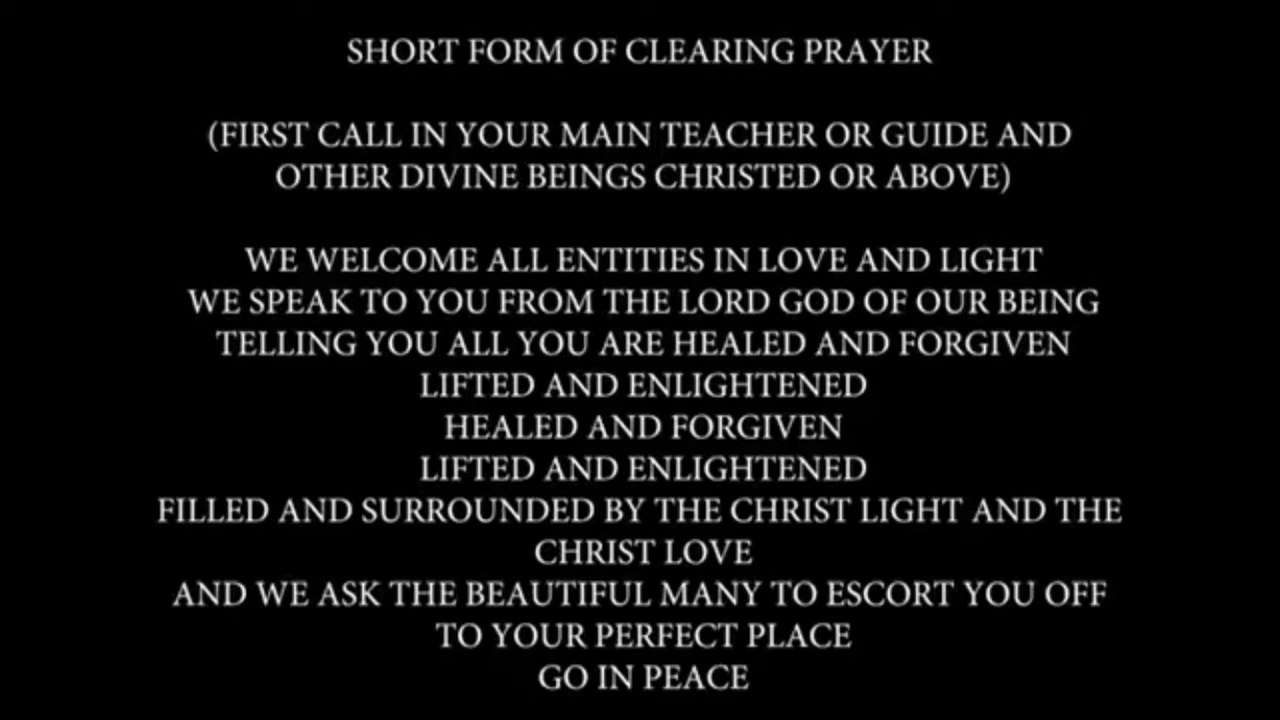 SHORT FORM OF CLEARING PRAYER
(FIRST CALL IN YOUR MAIN TEACHER OR GUIDE AND
OTHER DIVINE BEINGS CHRISTED OR ABOVE)
WE WELCOME ALL ENTITIES IN LOVE AND LIGHT
WE SPEAK TO YOU FROM THE LORD GOD OF OUR BEING
TELLING YOU ALL YOU ARE HEALED AND FORGIVEN
LIFTED AND ENLIGHTENED
HEALED AND FORGIVEN
LIFTED AND ENLIGHTENED
FILLED AND SURROUNDED BY THE CHRIST LIGHT AND THE
CHRIST LOVE
AND WE ASK THE BEAUTIFUL MANY TO ESCORT YOU OFF
TO YOUR PERFECT PLACE
GO IN PEACE